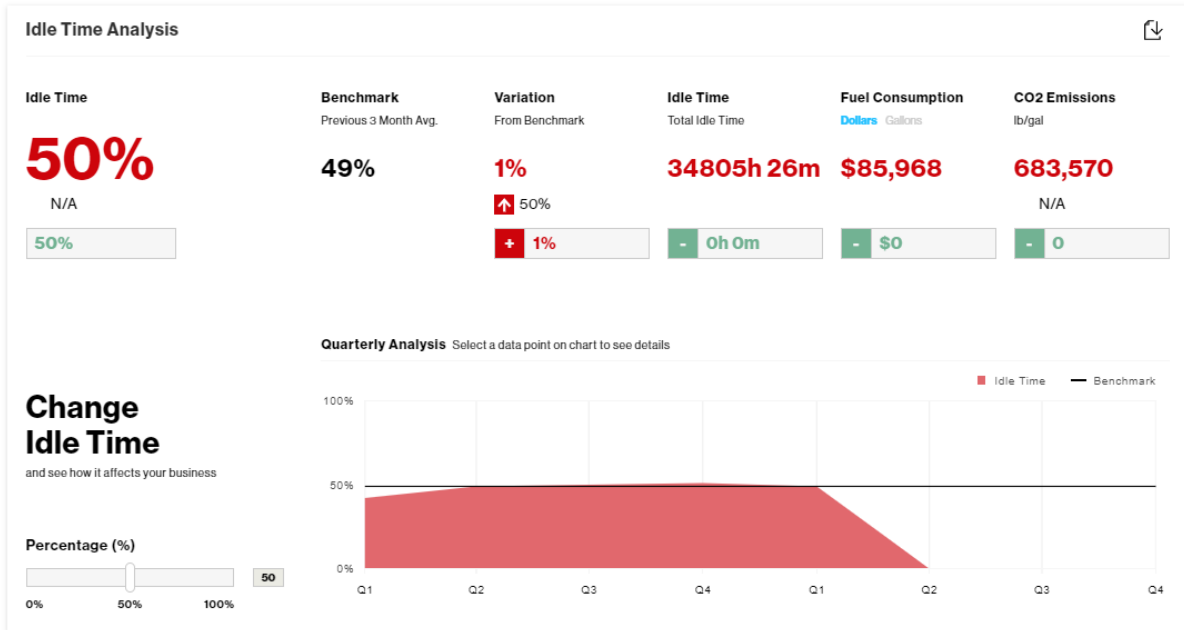 Idle Time Analysis
Idle Time
50%
N/A
50%
Benchmark
Previous 3 Month Avg.
49%
Variation
From Benchmark
1%
50%
+ 1%
Idle Time
Total Idle Time
34805h 26m
- 0h 0m
Fuel Consumption
Dollars Gallons
$85,968
- $0
CO2 Emissions
lb/gal
683,570
N/A
- 0
Change
Idle Time
and see how it affects your business
Percentage (%)
50
0% 50% 100%
Quarterly Analysis Select a data point on chart to see details
Idle Time Benchmark
100%
50%
0%
Q1 Q2 Q3 Q4 Q1 Q2 Q3 Q4